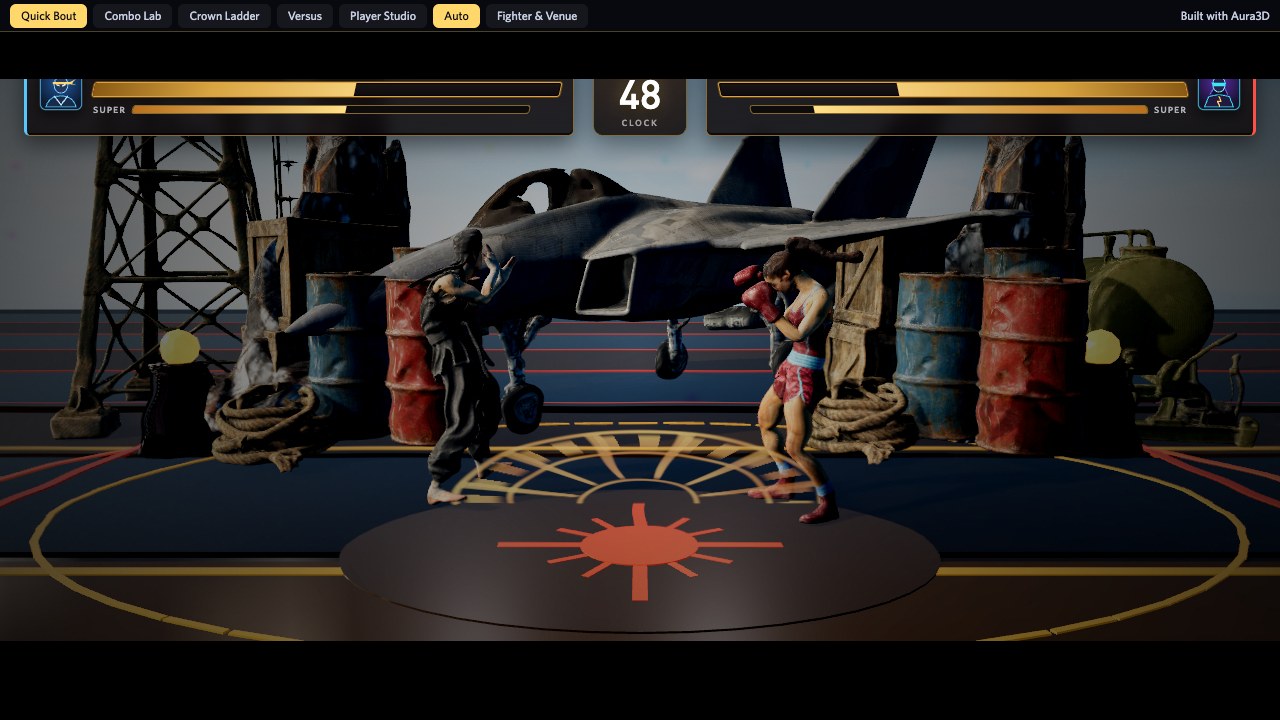 Quick Bout Combo Lab Crown Ladder Versus Player Studio Auto Fighter & Venue Built with Aura3D
48
SUPER SUPER
CLOCK